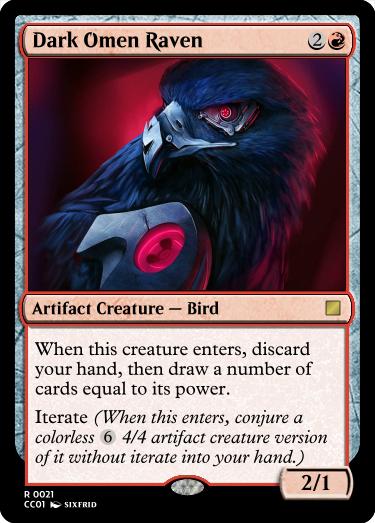 Dark Omen Raven 2
Artifact Creature — Bird
When this creature enters, discard
your hand, then draw a number of
cards equal to its power.
Iterate (When this enters, conjure a
colorless 6 4/4 artifact creature version
of it without iterate into your hand.)
2/1
R 0021
CC01 SIXFRID